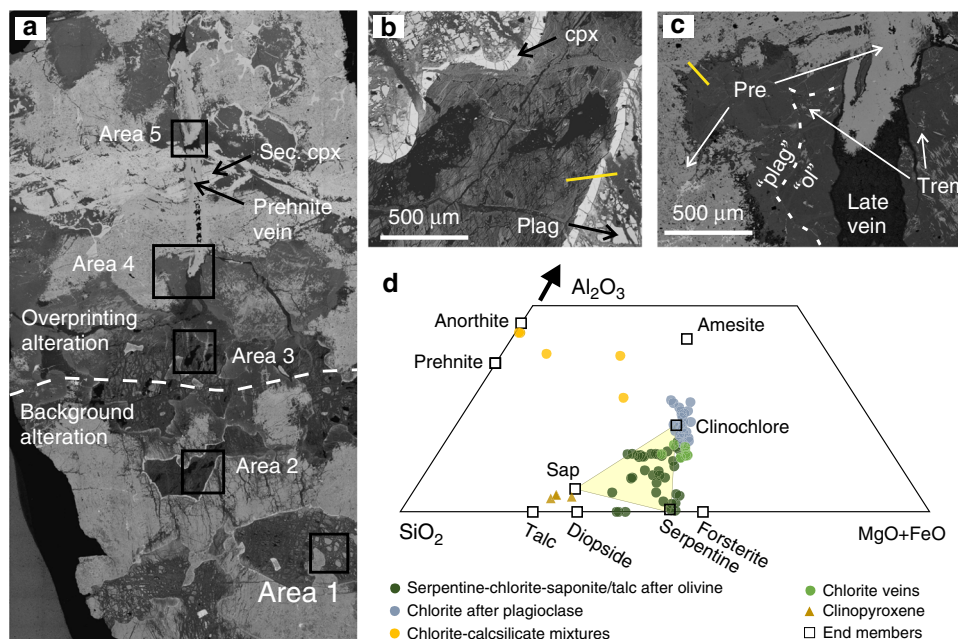 a
Area 5
Sec. cpx
Prehnite
vein
Area 4
Overprinting
alteration
Area 3
Background
alteration
Area 2
Area 1
b
cpx
500 µm
Plag
c
Pre
"plag"
"ol"
Trem
500 µm
Late
vein
d
Al₂O₃
Anorthite
Amesite
Prehnite
Clinochlore
Sap
SiO₂
MgO+FeO
Talc
Diopside
Serpentine
Forsterite
Serpentine-chlorite-saponite/talc after olivine
Chlorite after plagioclase
Chlorite-calcsilicate mixtures
Chlorite veins
Clinopyroxene
End members